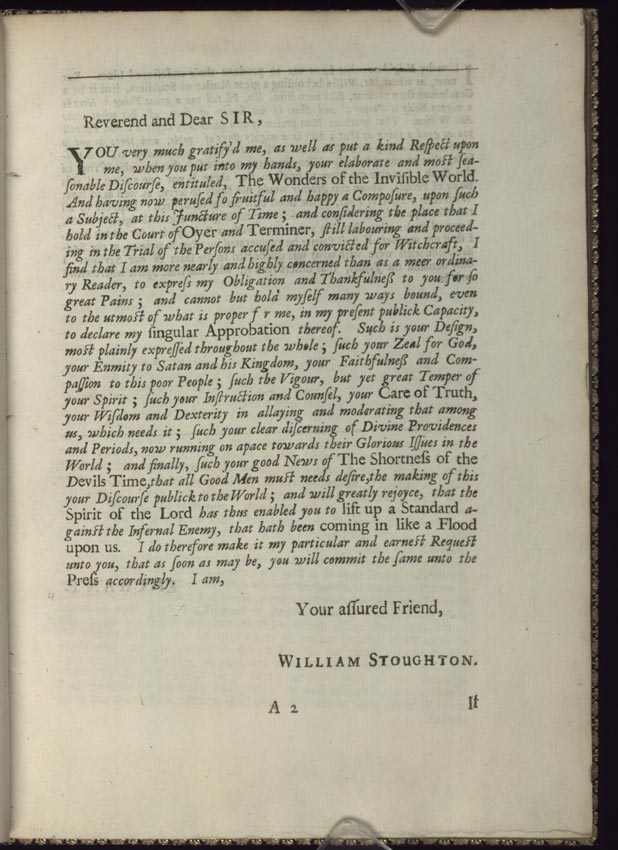 Reverend and Dear SIR,
YOU very much gratify'd me, as well as put a kind Reſpect upon
me, when you put into my hands, your elaborate and moſt ſea-
ſonable Diſcourſe, entituled, The Wonders of the Inviſible World.
And having now peruſed ſo fruitful and happy a Compoſure, upon ſuch
a Subject, at this Juncture of Time; and conſidering the place that I
hold in the Court of Oyer and Terminer, ſtill labouring and proceed-
ing in the Trial of the Perſons accuſed and convicted for Witchcraft, I
find that I am more nearly and highly concerned than as a meer ordina-
ry Reader, to expreſs my Obligation and Thankfulneſs to you for ſo
great Pains; and cannot but hold myſelf many ways bound, even
to the utmoſt of what is proper f r me, in my preſent publick Capacity,
to declare my ſingular Approbation thereof. Such is your Deſign,
moſt plainly expreſſed throughout the whole; ſuch your Zeal for God,
your Enmity to Satan and his Kingdom, your Faithfulneſs and Com-
paſſion to this poor People; ſuch the Vigour, but yet great Temper of
your Spirit; ſuch your Inſtruction and Counſel, your Care of Truth,
your Wiſdom and Dexterity in allaying and moderating that among
us, which needs it; ſuch your clear diſcerning of Divine Providences
and Periods, now running on apace towards their Glorious Iſſues in the
World; and finally, ſuch your good News of The Shortneſs of the
Devils Time, that all Good Men muſt needs deſire, the making of this
your Diſcourſe publick to the World; and will greatly rejoyce, that the
Spirit of the Lord has thus enabled you to lift up a Standard a-
gainſt the Infernal Enemy, that hath been coming in like a Flood
upon us. I do therefore make it my particular and earneſt Requeſt
unto you, that as ſoon as may be, you will commit the ſame unto the
Preſs accordingly. I am,
Your aſſured Friend,
WILLIAM STOUGHTON.
A 2 It